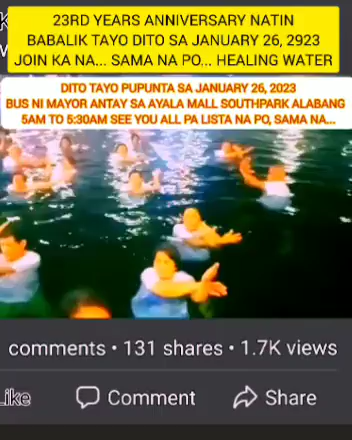 23RD YEARS ANNIVERSARY NATIN
BABALIK TAYO DITO SA JANUARY 26, 2923
JOIN KA NA... SAMA NA PO... HEALING WATER
DITO TAYO PUPUNTA SA JANUARY 26, 2023
BUS NI MAYOR ANTAY SA AYALA MALL SOUTHPARK ALABANG
5AM TO 5:30AM SEE YOU ALL PA LISTA NA PO, SAMA NA...
comments • 131 shares • 1.7K views
Like Comment Share